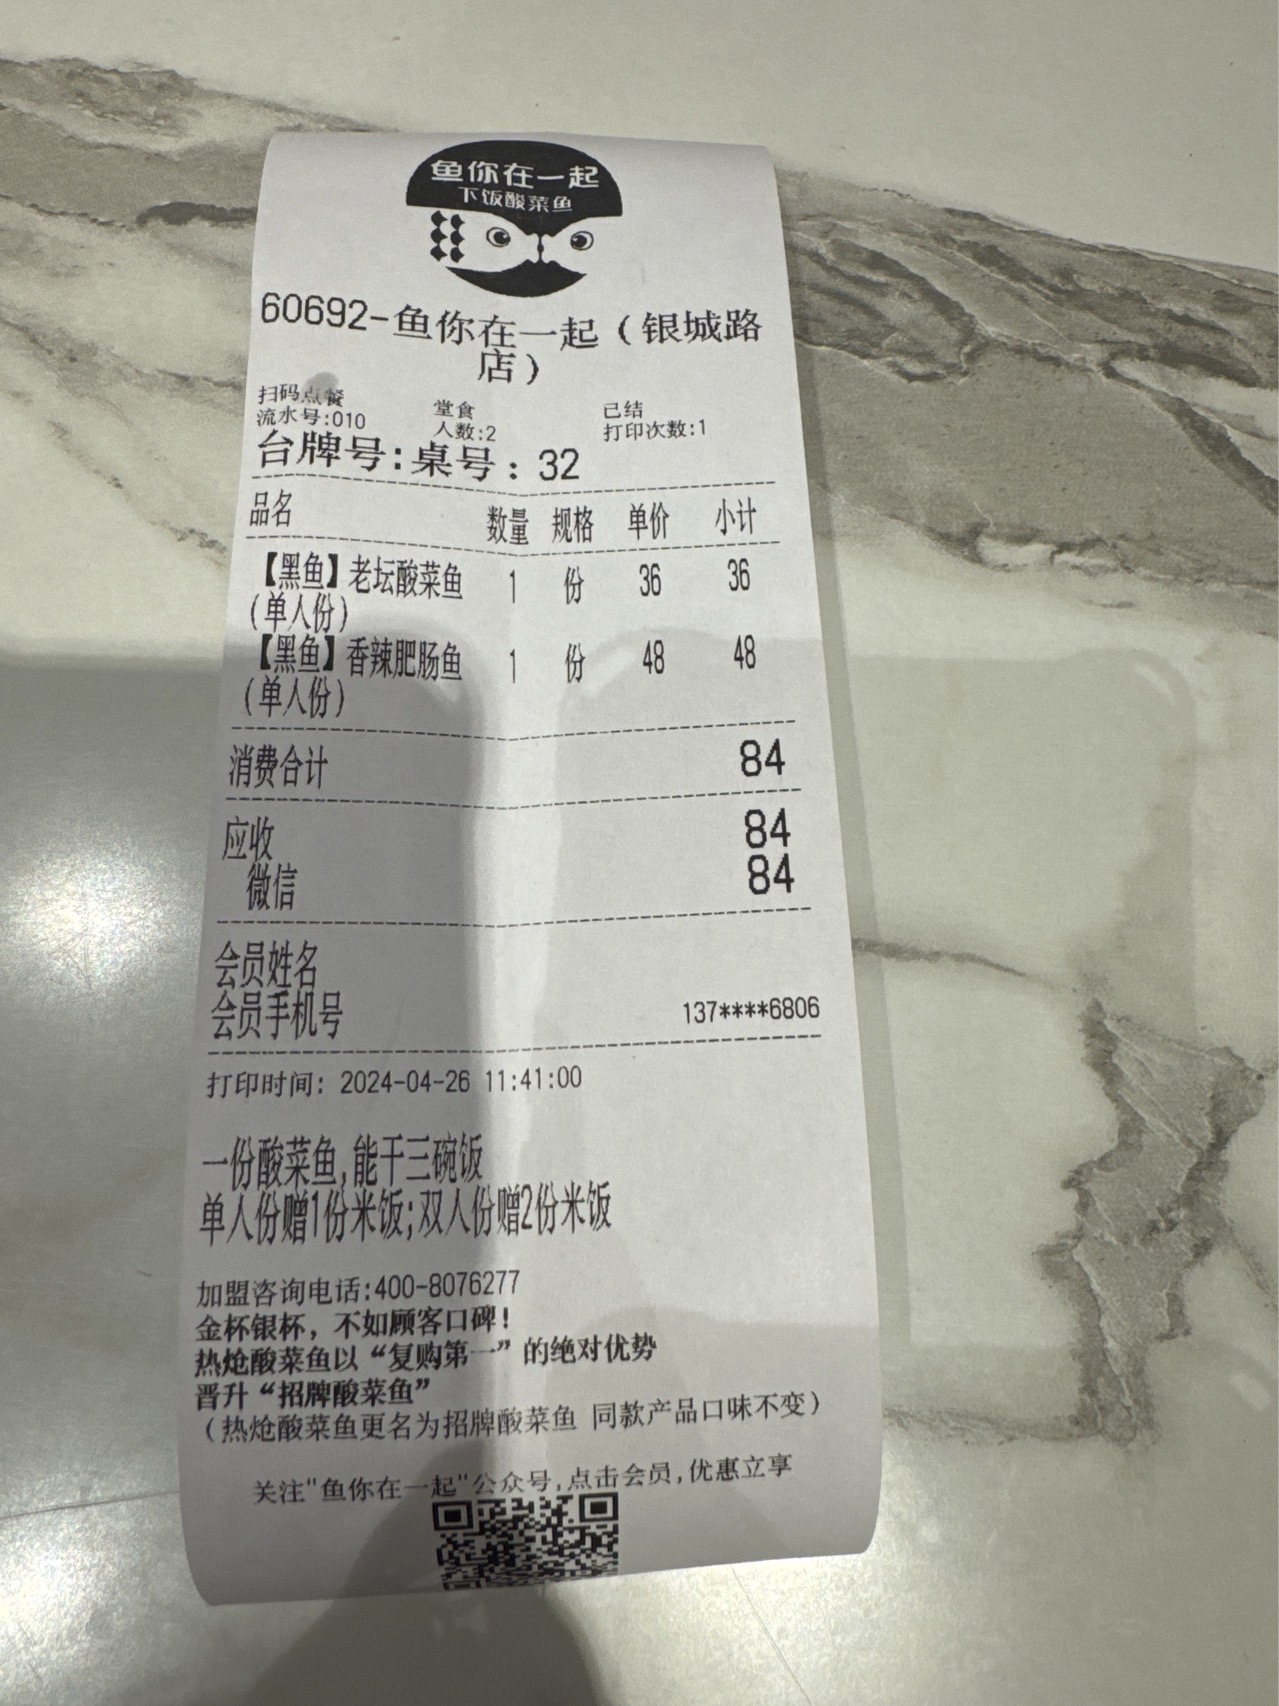 鱼你在一起
下饭酸菜鱼
60692-鱼你在一起（银城路
店）
扫码点餐 堂食 已结
流水号:010 人数:2 打印次数:1
台牌号:桌号：32
品名 数量 规格 单价 小计
【黑鱼】老坛酸菜鱼 1 份 36 36
(单人份)
【黑鱼】香辣肥肠鱼 1 份 48 48
(单人份)
消费合计 84
应收 84
微信 84
会员姓名
会员手机号 137****6806
打印时间: 2024-04-26 11:41:00
一份酸菜鱼,能干三碗饭
单人份赠1份米饭;双人份赠2份米饭
加盟咨询电话:400-8076277
金杯银杯，不如顾客口碑！
热炝酸菜鱼以“复购第一”的绝对优势
晋升“招牌酸菜鱼”
（热炝酸菜鱼更名为招牌酸菜鱼 同款产品口味不变）
关注"鱼你在一起"公众号,点击会员,优惠立享